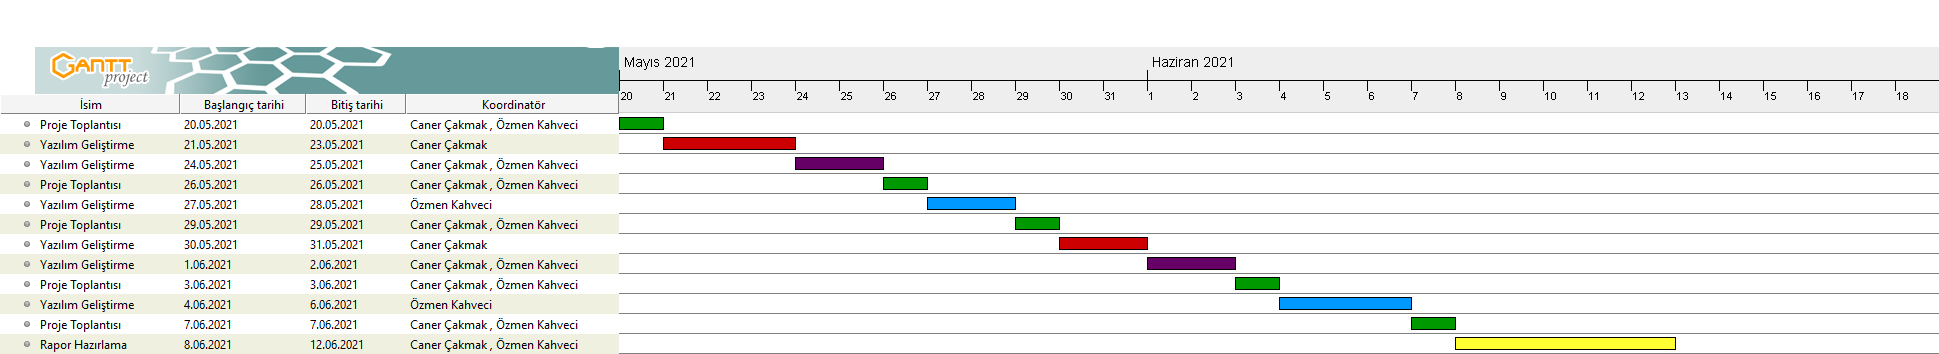 GANTT
project
Mayıs 2021 Haziran 2021
20 21 22 23 24 25 26 27 28 29 30 31 1 2 3 4 5 6 7 8 9 10 11 12 13 14 15 16 17 18
İsim Başlangıç tarihi Bitiş tarihi Koordinatör
Proje Toplantısı 20.05.2021 20.05.2021 Caner Çakmak , Özmen Kahveci
Yazılım Geliştirme 21.05.2021 23.05.2021 Caner Çakmak
Yazılım Geliştirme 24.05.2021 25.05.2021 Caner Çakmak , Özmen Kahveci
Proje Toplantısı 26.05.2021 26.05.2021 Caner Çakmak , Özmen Kahveci
Yazılım Geliştirme 27.05.2021 28.05.2021 Özmen Kahveci
Proje Toplantısı 29.05.2021 29.05.2021 Caner Çakmak , Özmen Kahveci
Yazılım Geliştirme 30.05.2021 31.05.2021 Caner Çakmak
Yazılım Geliştirme 1.06.2021 2.06.2021 Caner Çakmak , Özmen Kahveci
Proje Toplantısı 3.06.2021 3.06.2021 Caner Çakmak , Özmen Kahveci
Yazılım Geliştirme 4.06.2021 6.06.2021 Özmen Kahveci
Proje Toplantısı 7.06.2021 7.06.2021 Caner Çakmak , Özmen Kahveci
Rapor Hazırlama 8.06.2021 12.06.2021 Caner Çakmak , Özmen Kahveci